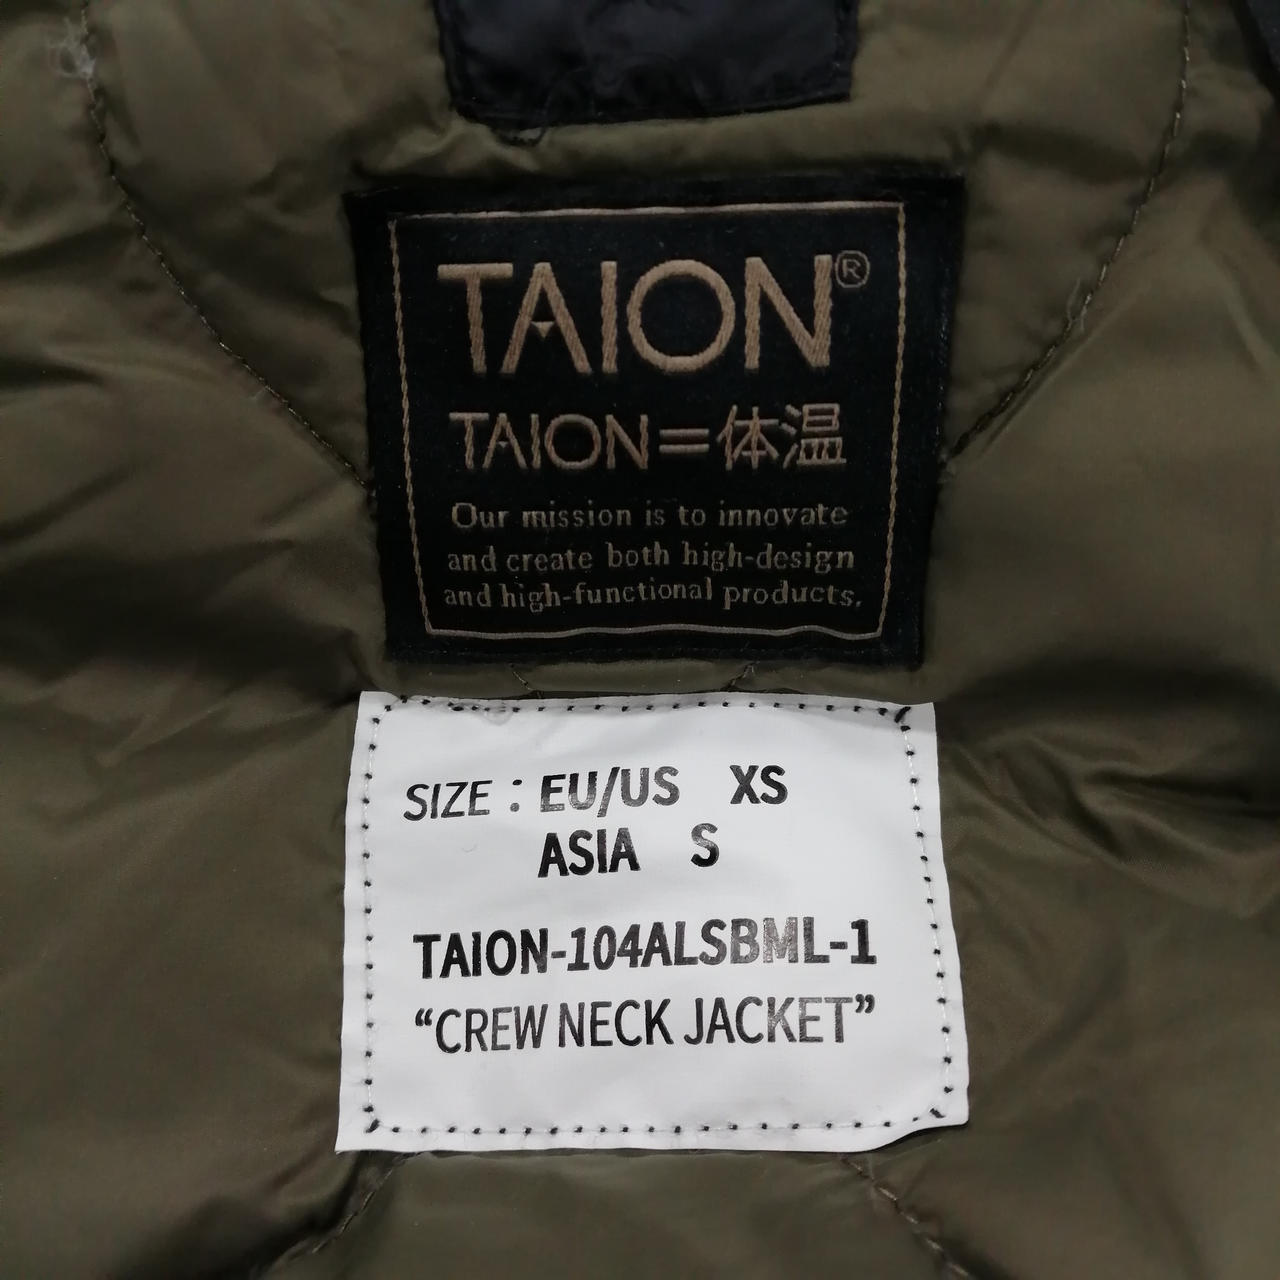 TAION®
TAION=体温
Our mission is to innovate
and create both high-design
and high-functional products.
SIZE : EU/US XS
ASIA S
TAION-104ALSBML-1
“CREW NECK JACKET”